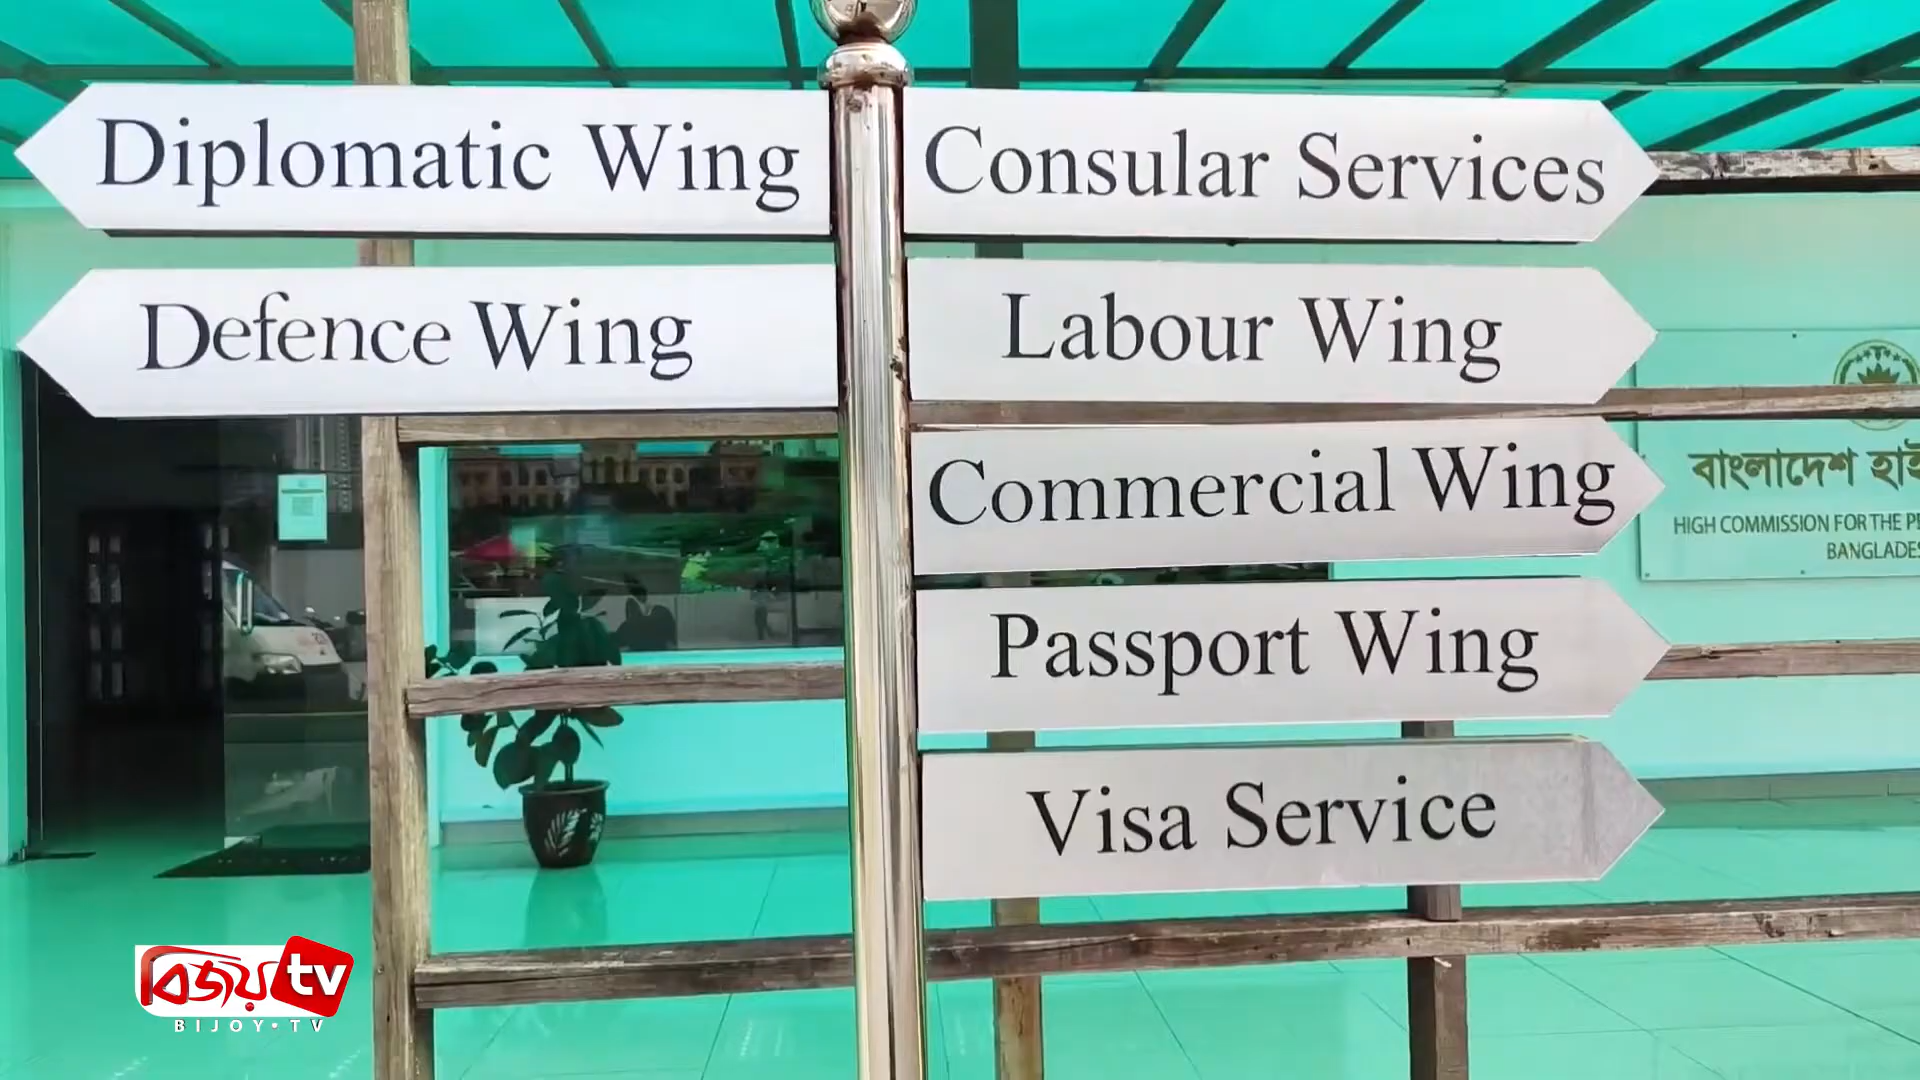 Diplomatic Wing
Consular Services
Defence Wing
Labour Wing
Commercial Wing
Passport Wing
Visa Service
বাংলাদেশ
HIGH COMMISSION FOR THE
বিজয় tv
BIJOY•TV